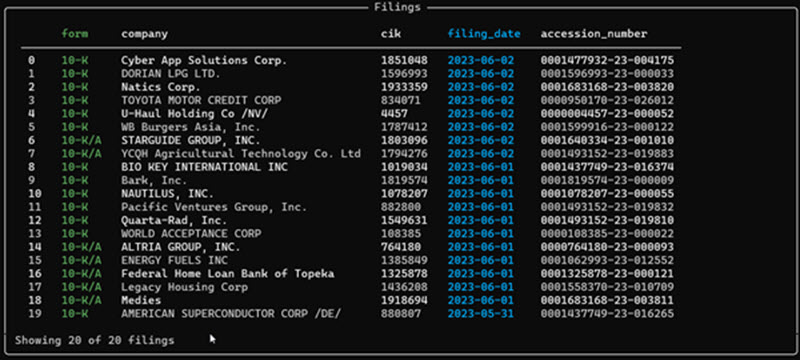 Filings
form company cik filing_date accession_number
0 10-K Cyber App Solutions Corp. 1851048 2023-06-02 0001477932-23-004175
1 10-K DORIAN LPG LTD. 1596993 2023-06-02 0001596993-23-000033
2 10-K Natics Corp. 1933359 2023-06-02 0001683168-23-003820
3 10-K TOYOTA MOTOR CREDIT CORP 834071 2023-06-02 0000950170-23-026012
4 10-K U-Haul Holding Co /NV/ 4457 2023-06-02 0000004457-23-000052
5 10-K WB Burgers Asia, Inc. 1787412 2023-06-02 0001599916-23-000122
6 10-K/A STARGUIDE GROUP, INC. 1803096 2023-06-02 0001640334-23-001010
7 10-K/A YCQH Agricultural Technology Co. Ltd 1794276 2023-06-02 0001493152-23-019883
8 10-K BIO KEY INTERNATIONAL INC 1019034 2023-06-01 0001437749-23-016374
9 10-K Bark, Inc. 1819574 2023-06-01 0001819574-23-000009
10 10-K NAUTILUS, INC. 1078207 2023-06-01 0001078207-23-000055
11 10-K Pacific Ventures Group, Inc. 882800 2023-06-01 0001493152-23-019832
12 10-K Quarta-Rad, Inc. 1549631 2023-06-01 0001493152-23-019810
13 10-K WORLD ACCEPTANCE CORP 108385 2023-06-01 0000108385-23-000022
14 10-K/A ALTRIA GROUP, INC. 764180 2023-06-01 0000764180-23-000093
15 10-K/A ENERGY FUELS INC 1385849 2023-06-01 0001062993-23-012552
16 10-K/A Federal Home Loan Bank of Topeka 1325878 2023-06-01 0001325878-23-000121
17 10-K/A Legacy Housing Corp 1436208 2023-06-01 0001558370-23-010709
18 10-K/A Medies 1918694 2023-06-01 0001683168-23-003811
19 10-K AMERICAN SUPERCONDUCTOR CORP /DE/ 880807 2023-05-31 0001437749-23-016265
Showing 20 of 20 filings